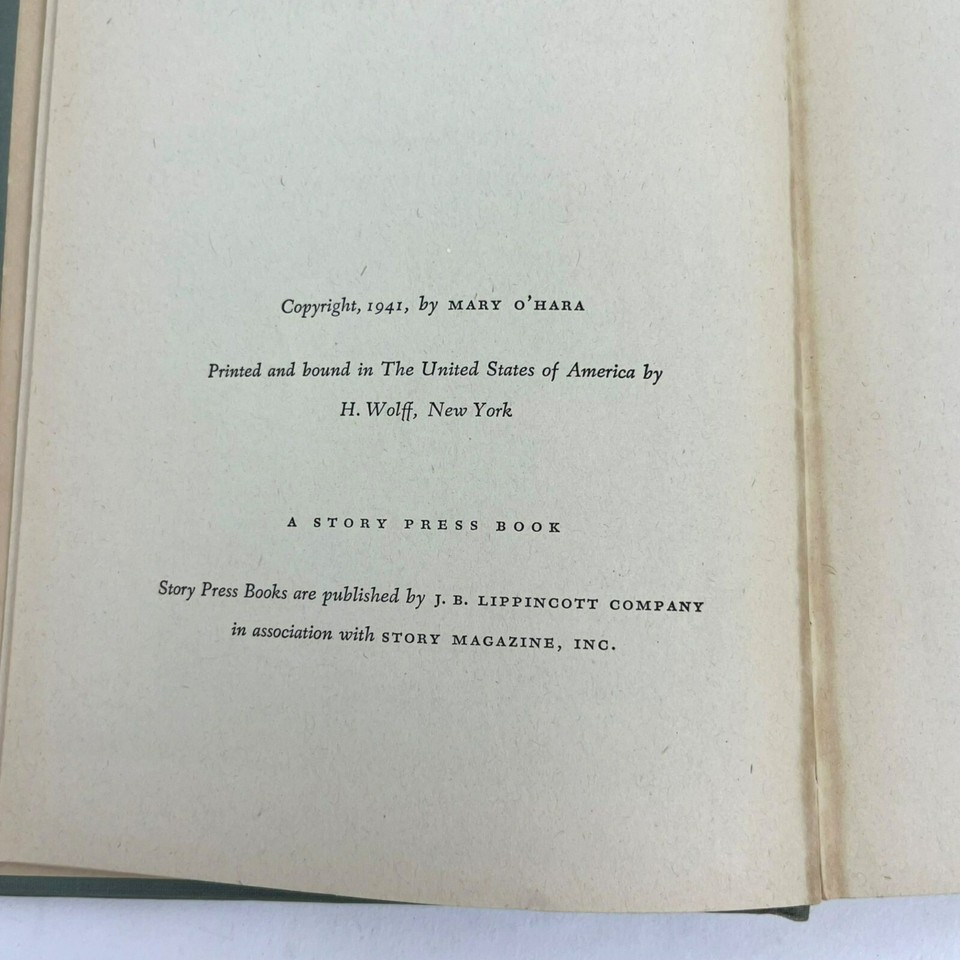 Copyright, 1941, by MARY O'HARA
Printed and bound in The United States of America by
H. Wolff, New York
A STORY PRESS BOOK
Story Press Books are published by J. B. LIPPINCOTT COMPANY
in association with STORY MAGAZINE, INC.